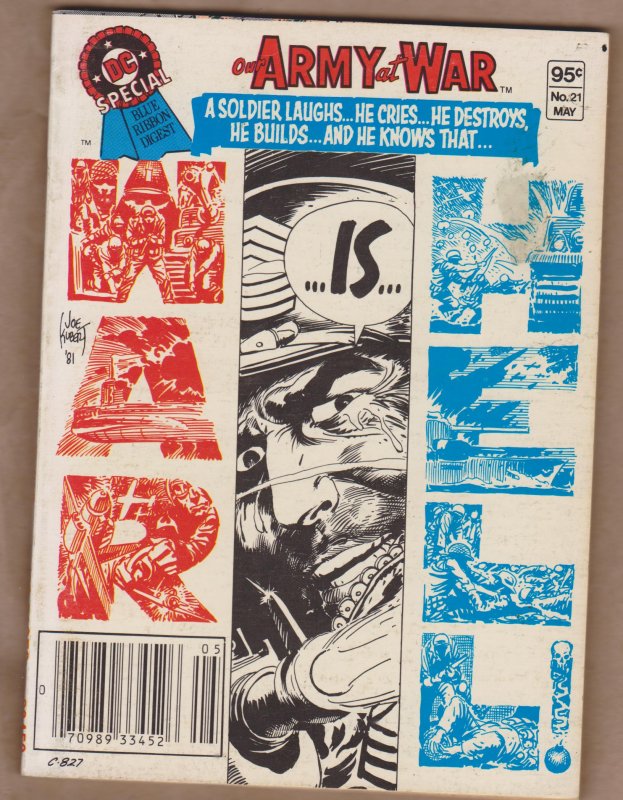 DC
SPECIAL
BLUE
RIBBON
DIGEST
TM
Our ARMY at WAR TM
95¢
No. 21
MAY
A SOLDIER LAUGHS...HE CRIES...HE DESTROYS,
HE BUILDS...AND HE KNOWS THAT...
WAR
...IS...
HELL!
JOE
KUBERT
'81
05
0
70989 33452
C-827